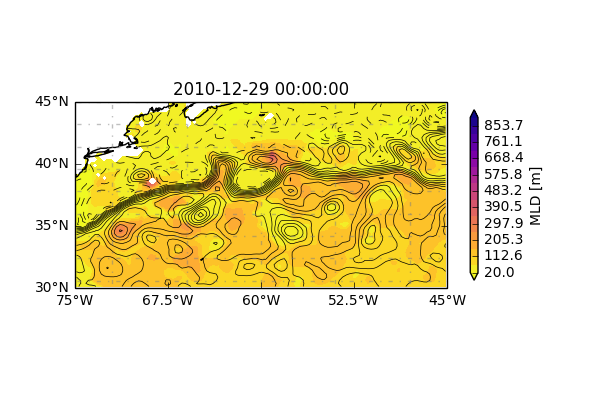 2010-12-29 00:00:00
45°N
40°N
35°N
30°N
75°W
67.5°W
60°W
52.5°W
45°W
853.7
761.1
668.4
575.8
483.2
390.5
297.9
205.3
112.6
20.0
MLD [m]